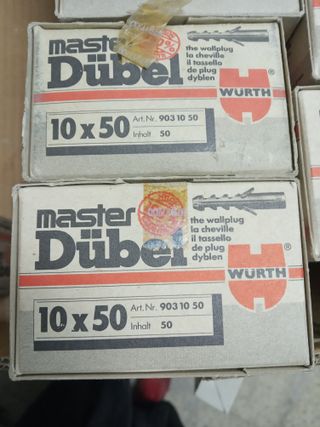 master
Dübel
the wallplug
la cheville
il tassello
de plug
dyblen
WÜRTH
®
10 x 50
Art. Nr. 903 10 50
Inhalt 50
master
Dübel
the wallplug
la cheville
il tassello
de plug
dyblen
WÜRTH
®
10 x 50
Art. Nr. 903 10 50
Inhalt 50